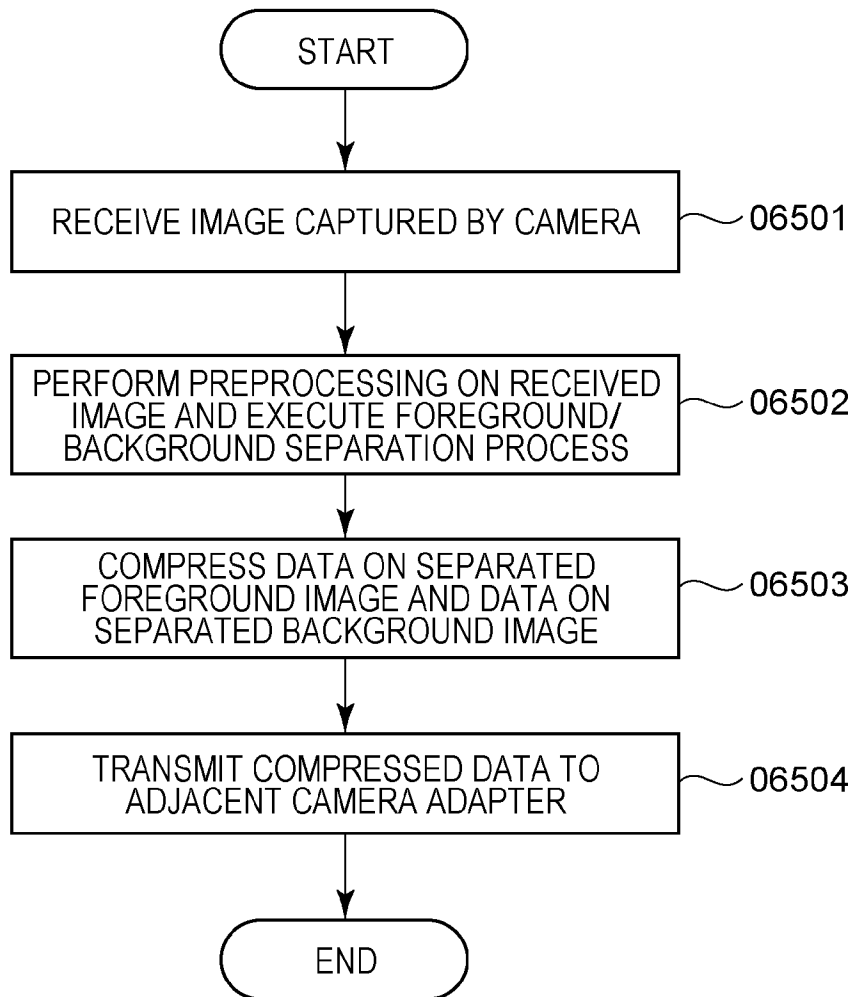 START
RECEIVE IMAGE CAPTURED BY CAMERA
06501
PERFORM PREPROCESSING ON RECEIVED
IMAGE AND EXECUTE FOREGROUND/
BACKGROUND SEPARATION PROCESS
06502
COMPRESS DATA ON SEPARATED
FOREGROUND IMAGE AND DATA ON
SEPARATED BACKGROUND IMAGE
06503
TRANSMIT COMPRESSED DATA TO
ADJACENT CAMERA ADAPTER
06504
END